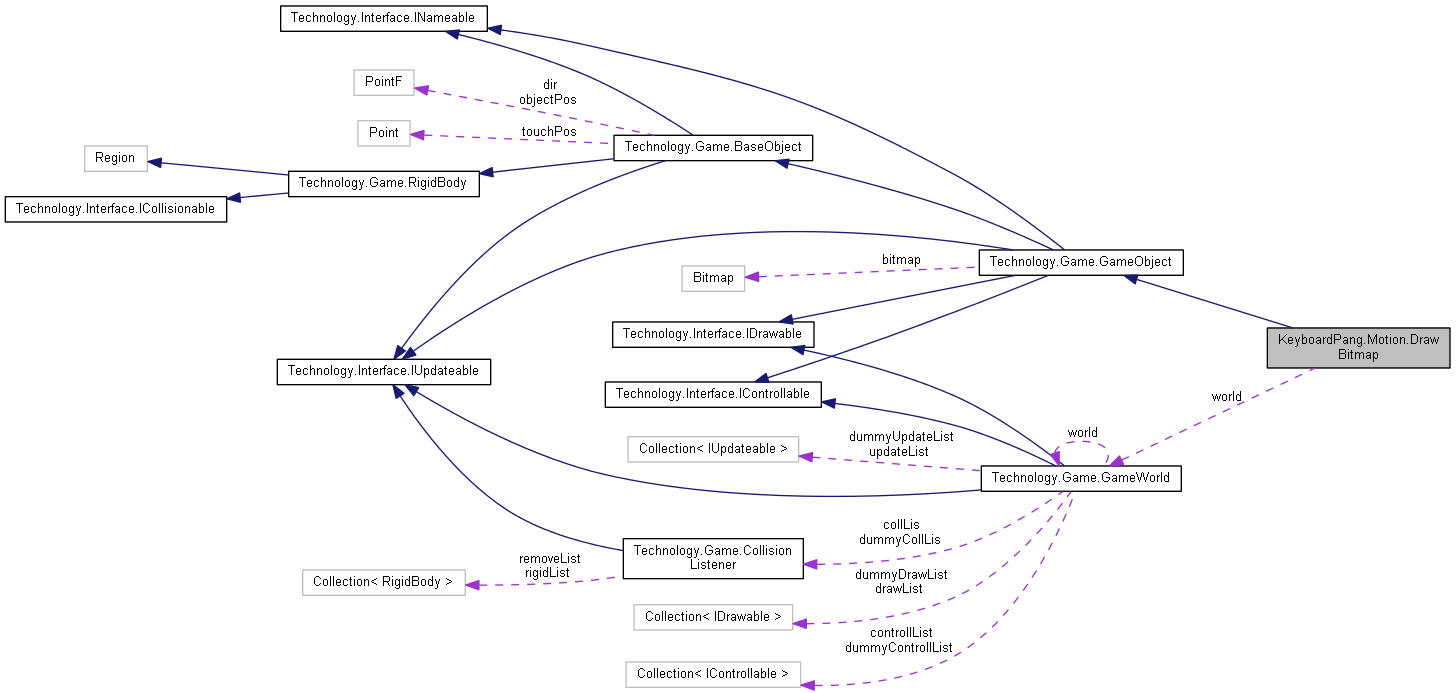 Technology.Interface.INameable
PointF
dir
objectPos
Point
touchPos
Technology.Game.BaseObject
Region
Technology.Game.RigidBody
Technology.Interface.ICollisionable
Technology.Game.GameObject
bitmap
Bitmap
Technology.Interface.IDrawable
KeyboardPang.Motion.Draw
Bitmap
Technology.Interface.IUpdateable
Technology.Interface.IControllable
world
world
dummyUpdateList
updateList
Collection< IUpdateable >
Technology.Game.GameWorld
collLis
dummyCollLis
Technology.Game.Collision
Listener
removeList
rigidList
Collection< RigidBody >
dummyDrawList
drawList
Collection< IDrawable >
controllList
dummyControllList
Collection< IControllable >